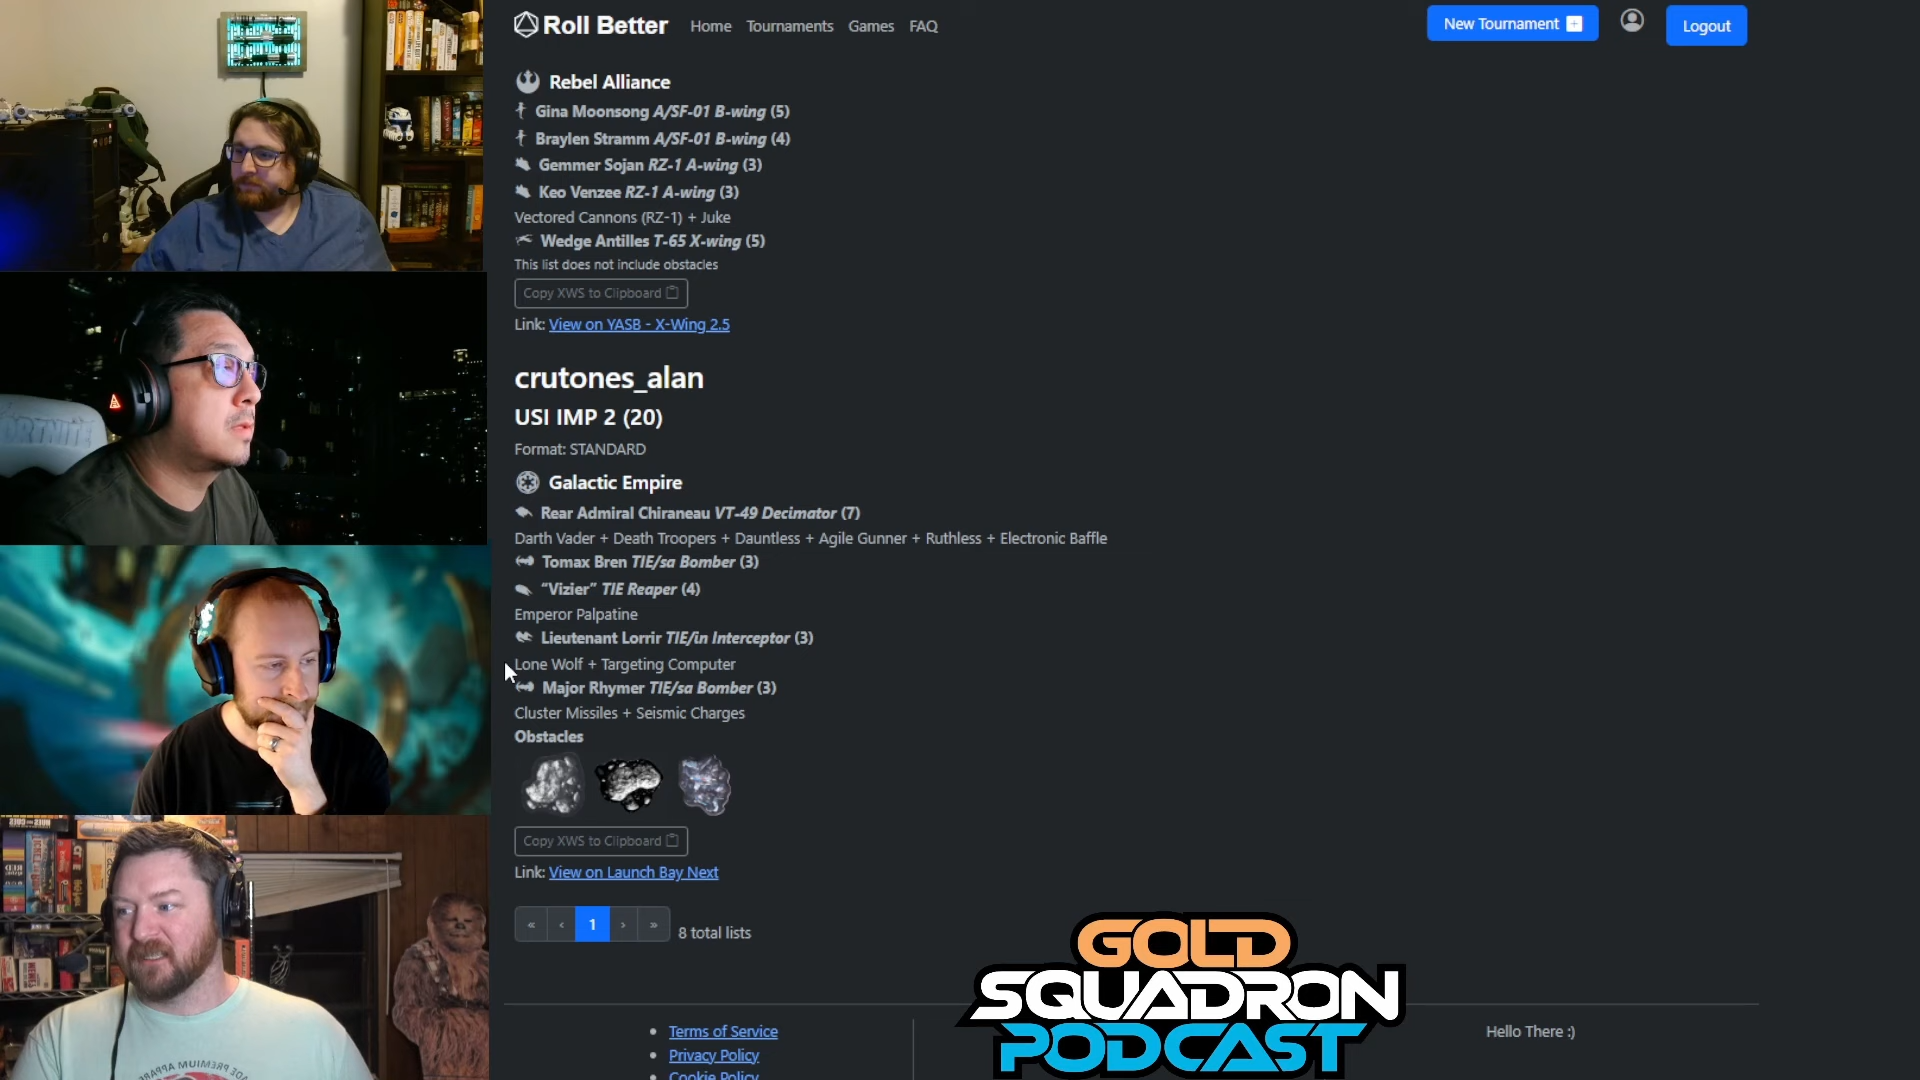 Roll Better Home Tournaments Games FAQ New Tournament Logout
Rebel Alliance
Gina Moonsong A/SF-01 B-wing (5)
Braylen Stramm A/SF-01 B-wing (4)
Gemmer Sojan RZ-1 A-wing (3)
Keo Venzee RZ-1 A-wing (3)
Vectored Cannons (RZ-1) + Juke
Wedge Antilles T-65 X-wing (5)
This list does not include obstacles
Copy XWS to Clipboard
Link: View on YASB - X-Wing 2.5
crutones_alan
USI IMP 2 (20)
Format: STANDARD
Galactic Empire
Rear Admiral Chiraneau VT-49 Decimator (7)
Darth Vader + Death Troopers + Dauntless + Agile Gunner + Ruthless + Electronic Baffle
Tomax Bren TIE/sa Bomber (3)
“Vizier” TIE Reaper (4)
Emperor Palpatine
Lieutenant Lorrir TIE/in Interceptor (3)
Lone Wolf + Targeting Computer
Major Rhymer TIE/sa Bomber (3)
Cluster Missiles + Seismic Charges
Obstacles
Copy XWS to Clipboard
Link: View on Launch Bay Next
« ‹ 1 › » 8 total lists
GOLD
SQUADRON
PODCAST
Terms of Service
Privacy Policy
Cookie Policy
Hello There :)